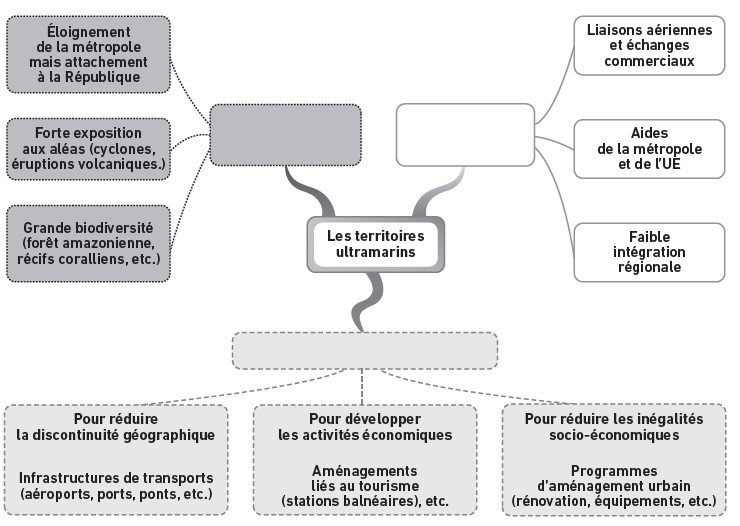 Éloignement
de la métropole
mais attachement
à la République
Forte exposition
aux aléas (cyclones,
éruptions volcaniques.)
Grande biodiversité
(forêt amazonienne,
récifs coralliens, etc.)
Liaisons aériennes
et échanges
commerciaux
Aides
de la métropole
et de l'UE
Faible
intégration
régionale
Les territoires
ultramarins
Pour réduire
la discontinuité géographique
Infrastructures de transports
(aéroports, ports, ponts, etc.)
Pour développer
les activités économiques
Aménagements
liés au tourisme
(stations balnéaires), etc.
Pour réduire les inégalités
socio-économiques
Programmes
d'aménagement urbain
(rénovation, équipements, etc.)